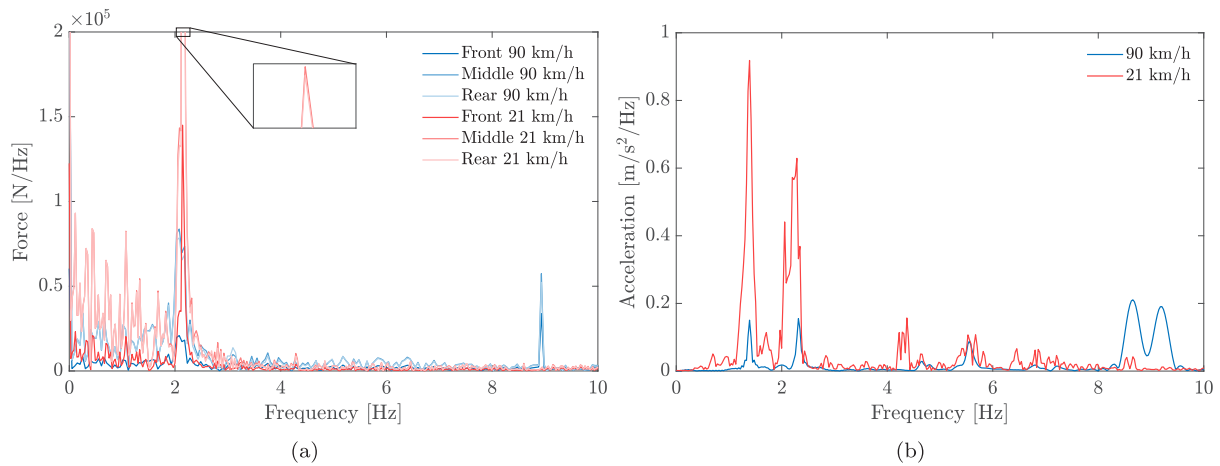 ×10⁵
2
1.5
1
0.5
0
0
2
4
6
8
10
Force [N/Hz]
Frequency [Hz]
Front 90 km/h
Middle 90 km/h
Rear 90 km/h
Front 21 km/h
Middle 21 km/h
Rear 21 km/h
(a)
1
0.8
0.6
0.4
0.2
0
0
2
4
6
8
10
Acceleration [m/s²/Hz]
Frequency [Hz]
90 km/h
21 km/h
(b)